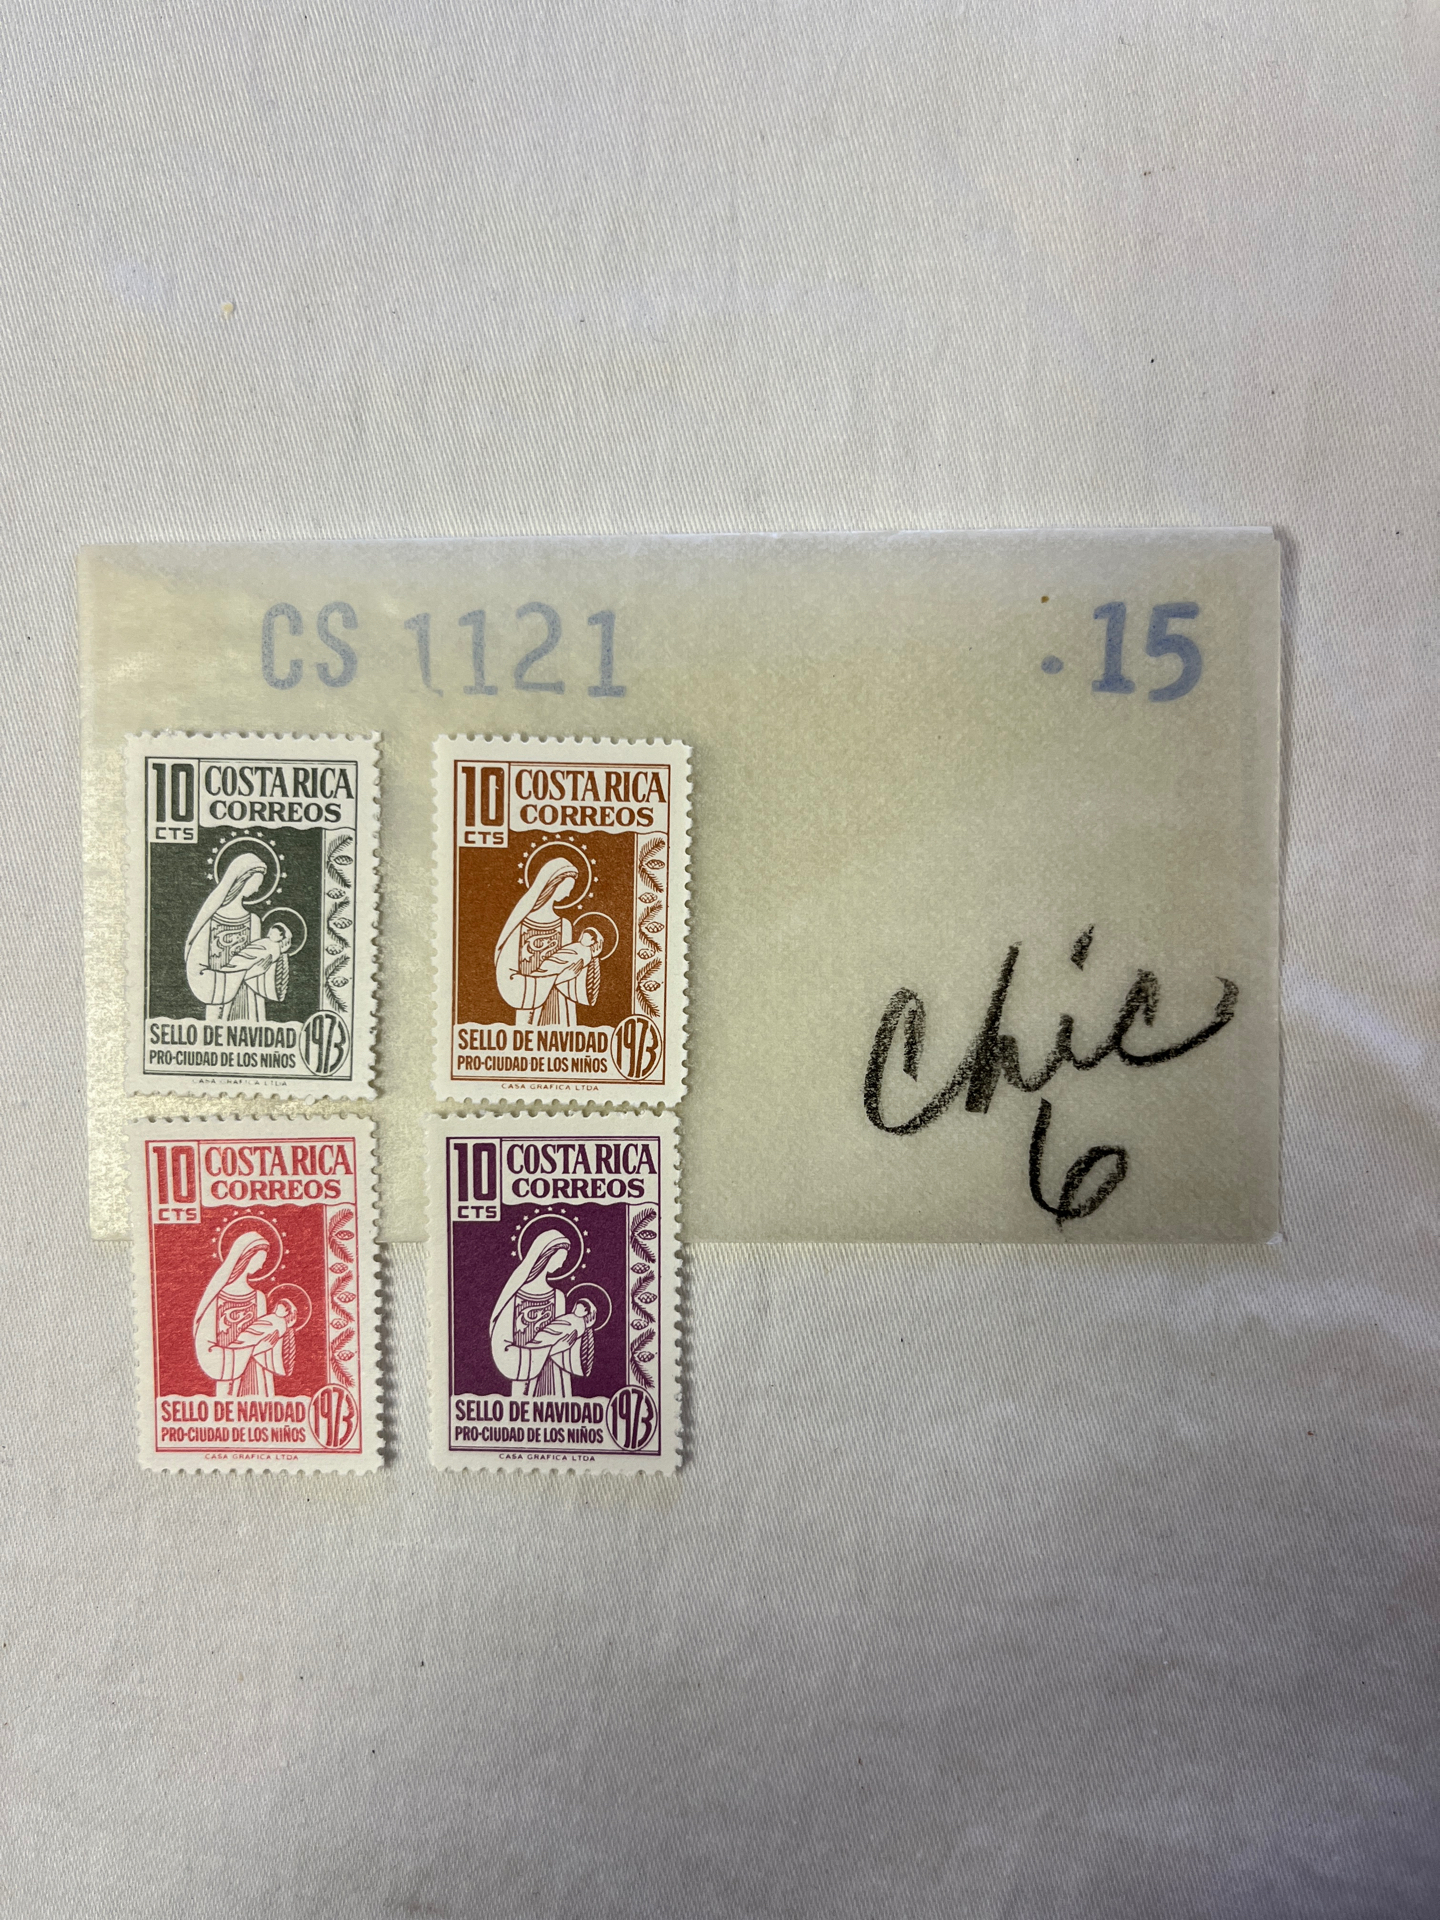 CS 1121 .15
10 CTS COSTA RICA
CORREOS
SELLO DE NAVIDAD 1973
PRO-CIUDAD DE LOS NIÑOS
CASA GRAFICA LTDA
10 CTS COSTA RICA
CORREOS
SELLO DE NAVIDAD 1973
PRO-CIUDAD DE LOS NIÑOS
CASA GRAFICA LTDA
10 CTS COSTA RICA
CORREOS
SELLO DE NAVIDAD 1973
PRO-CIUDAD DE LOS NIÑOS
CASA GRAFICA LTDA
10 CTS COSTA RICA
CORREOS
SELLO DE NAVIDAD 1973
PRO-CIUDAD DE LOS NIÑOS
CASA GRAFICA LTDA
Chic
6